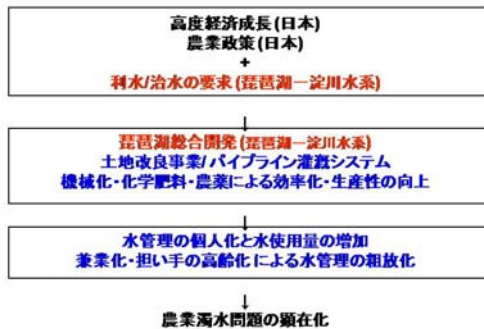 高度経済成長(日本)
農業政策(日本)
+
利水/治水の要求(琵琶湖ー淀川水系)
↓
琵琶湖総合開発(琵琶湖ー淀川水系)
土地改良事業/パイプライン灌漑システム
機械化・化学肥料・農薬による効率化・生産性の向上
↓
水管理の個人化と水使用量の増加
兼業化・担い手の高齢化による水管理の粗放化
↓
農業濁水問題の顕在化